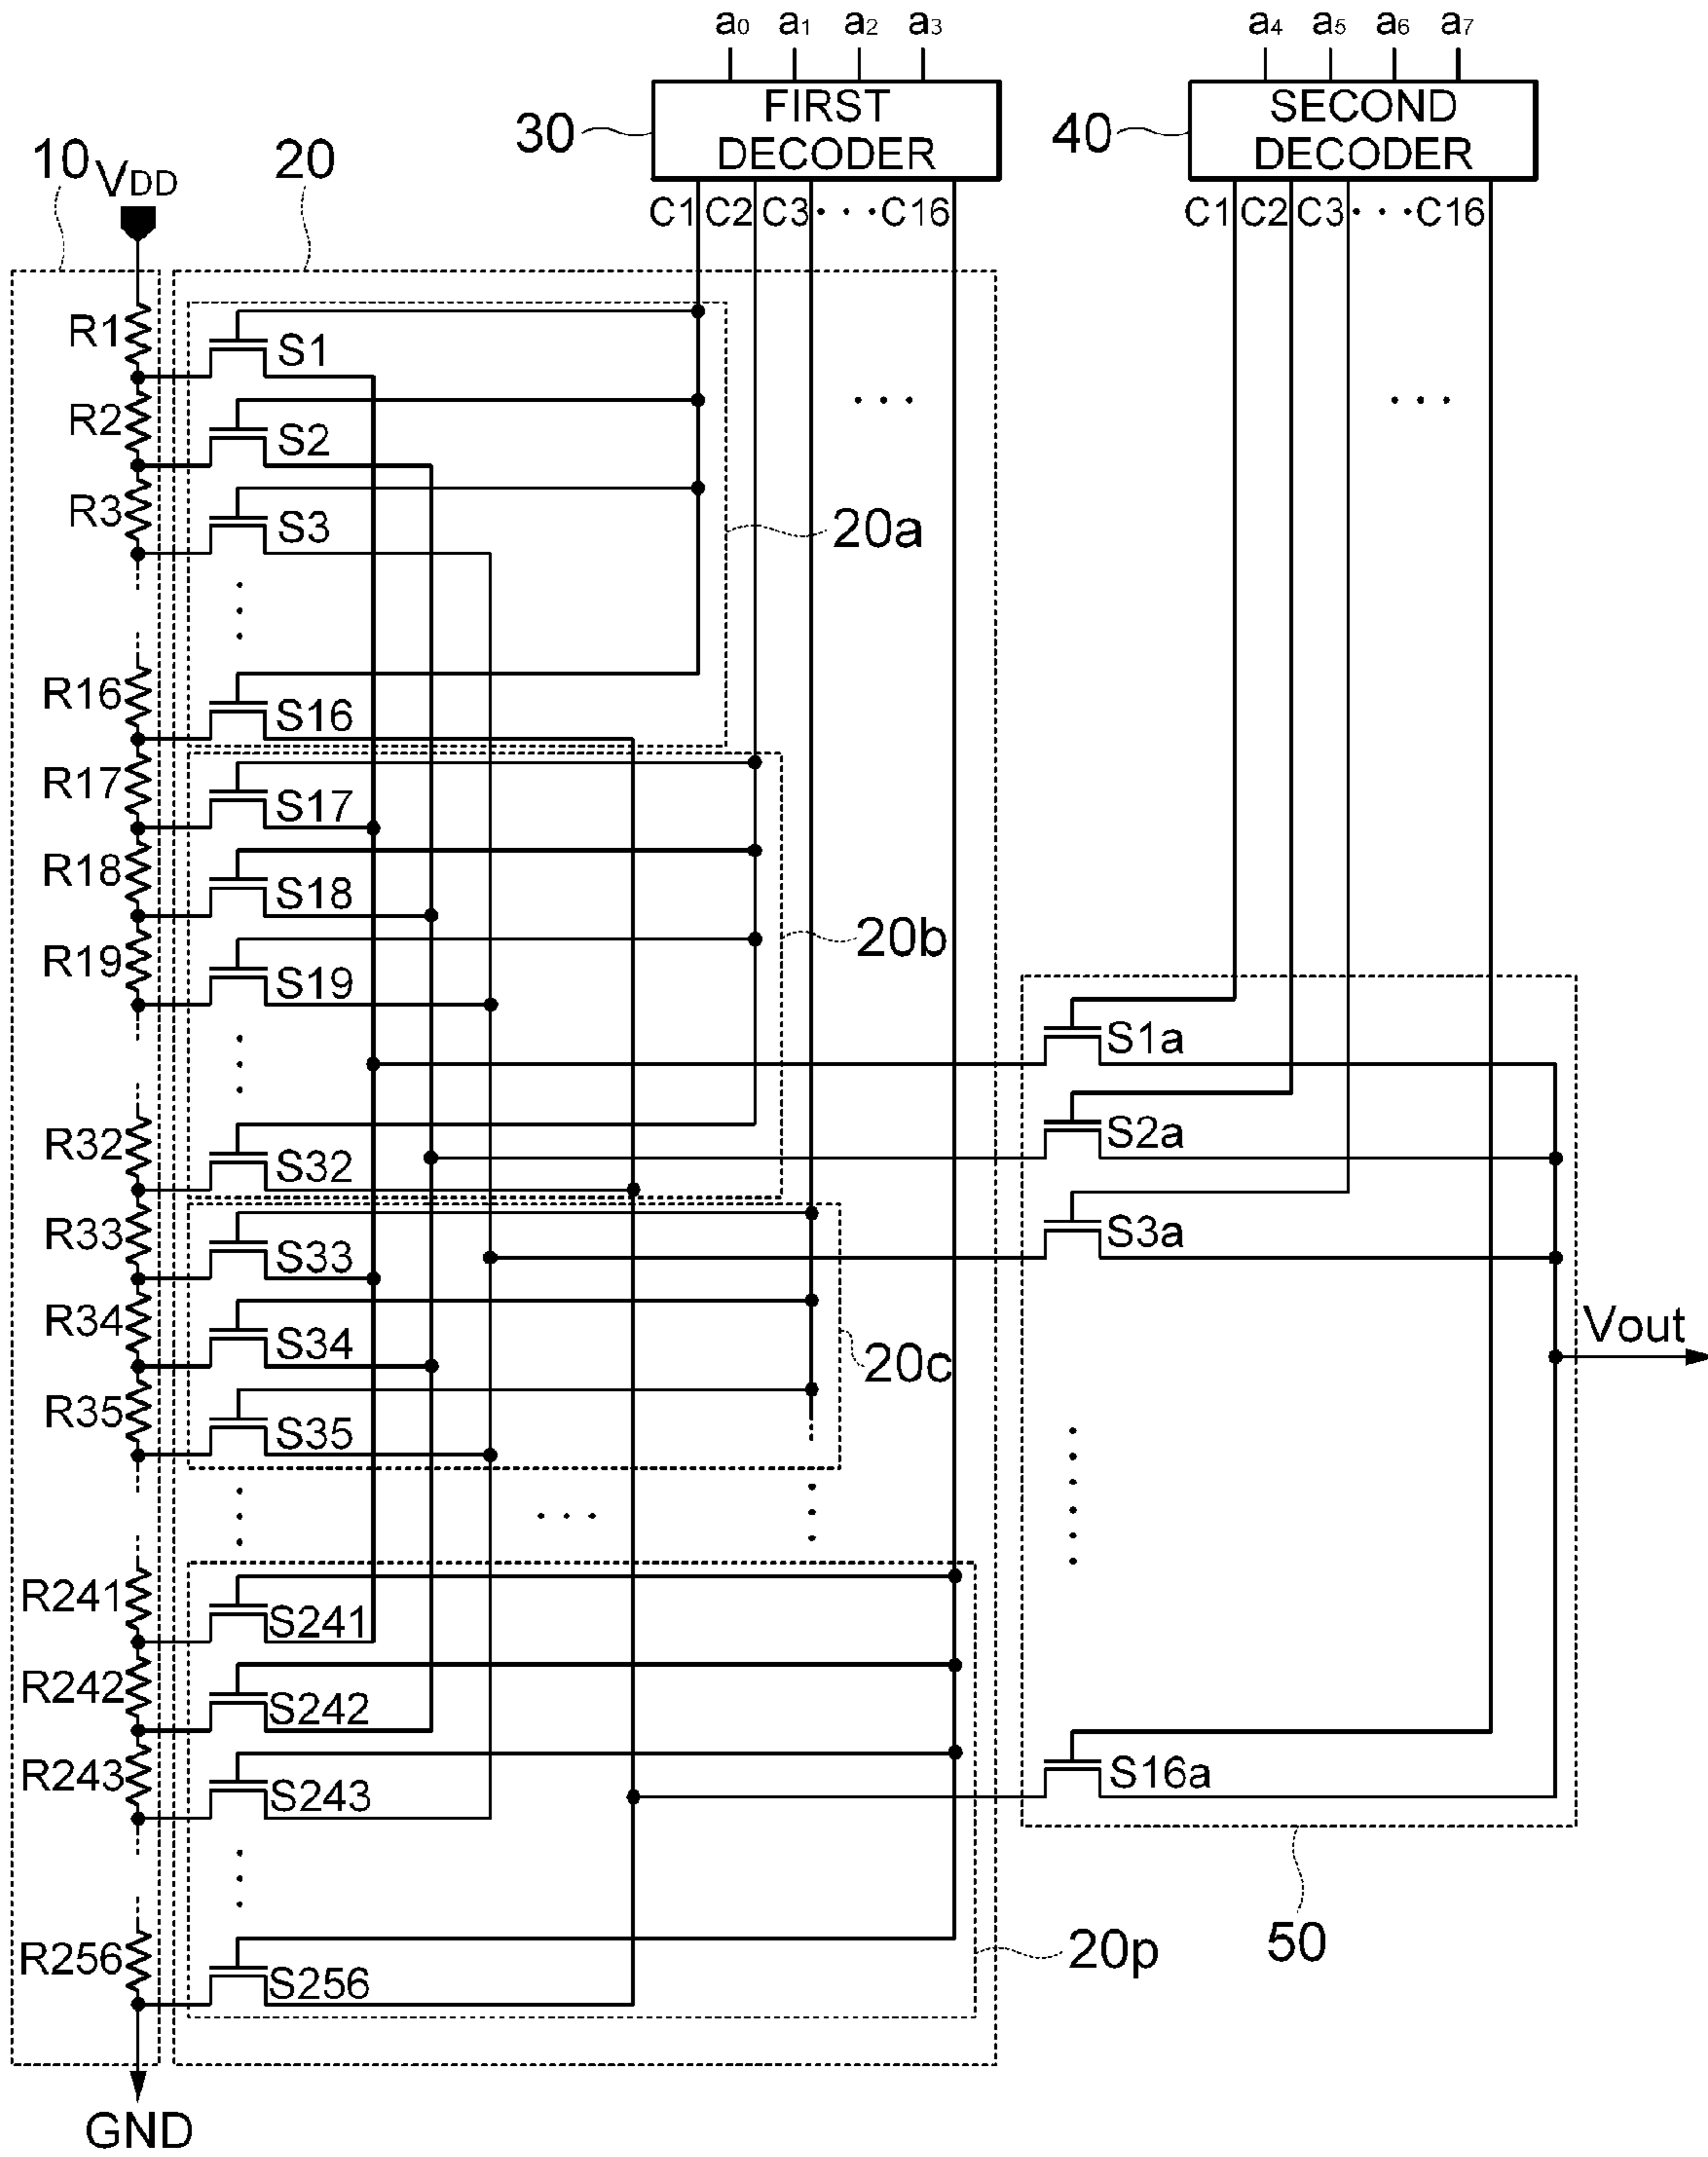 a0 a1 a2 a3 a4 a5 a6 a7
30 FIRST DECODER 40 SECOND DECODER
10 VDD 20
C1 C2 C3 ··· C16 C1 C2 C3 ··· C16
R1 S1
R2 S2
R3 S3
20a
R16 S16
R17 S17
R18 S18
20b
R19 S19
S1a
R32 S32
S2a
R33 S33
S3a
R34 S34
Vout
20c
R35 S35
R241 S241
R242 S242
R243 S243
S16a
50
20p
R256 S256
GND